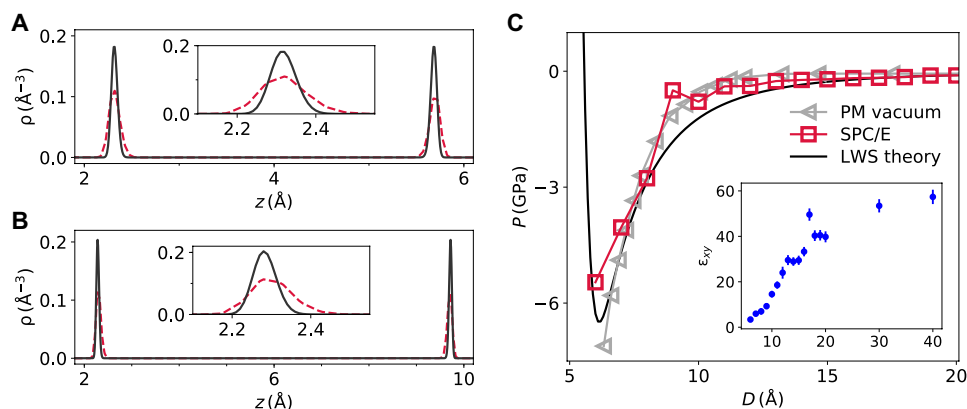 A
ρ (Å⁻³)
0.2
0.1
0.0
0.2
0.0
2.2
2.4
2
4
6
z (Å)
B
ρ (Å⁻³)
0.2
0.1
0.0
0.2
0.0
2.2
2.4
2
4
6
8
10
z (Å)
C
P (GPa)
0
−3
−6
PM vacuum
SPC/E
LWS theory
εxy
60
40
20
0
10
20
30
40
5
10
15
20
D (Å)